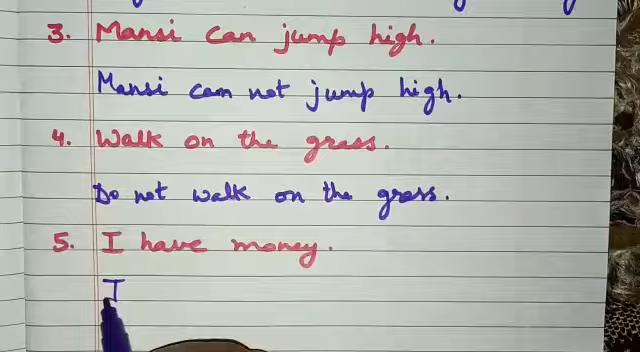 3. Mansi can jump high.
Mansi can not jump high.
4. Walk on the grass.
Do not walk on the grass.
5. I have money.
I